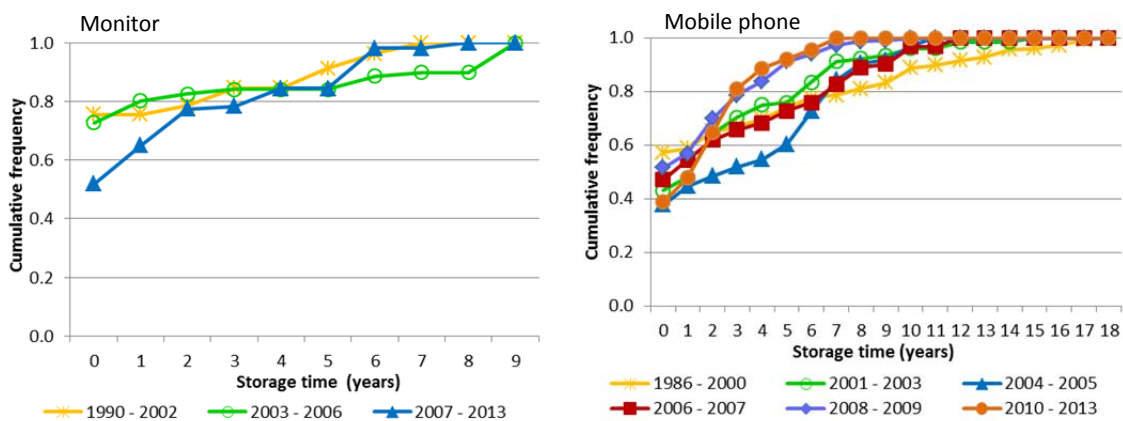 Monitor
Cumulative frequency
1.0
0.8
0.6
0.4
0.2
0.0
0 1 2 3 4 5 6 7 8 9
Storage time (years)
1990 - 2002 2003 - 2006 2007 - 2013
Mobile phone
Cumulative frequency
1.0
0.8
0.6
0.4
0.2
0.0
0 1 2 3 4 5 6 7 8 9 10 11 12 13 14 15 16 17 18
Storage time (years)
1986 - 2000 2001 - 2003 2004 - 2005
2006 - 2007 2008 - 2009 2010 - 2013